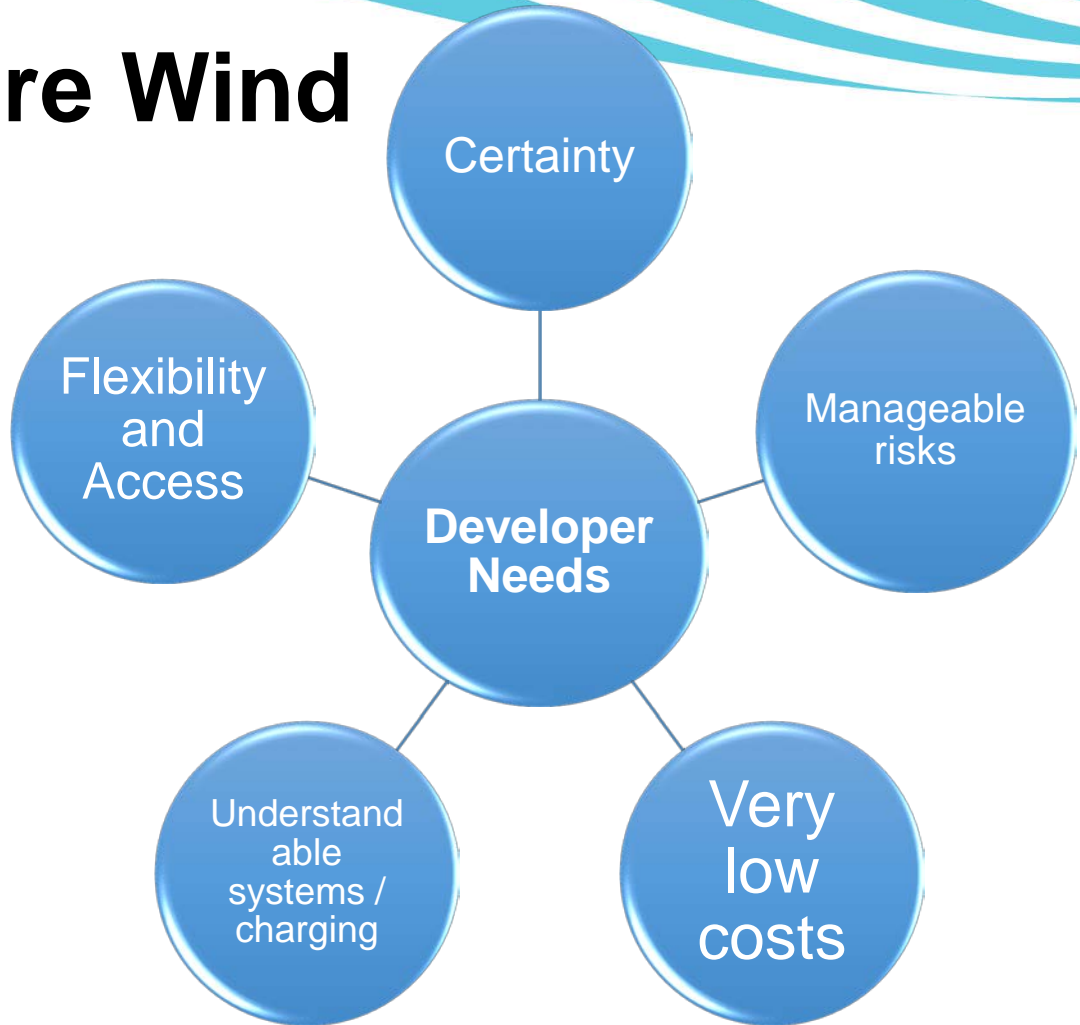 re Wind
Certainty
Flexibility
and
Access
Manageable
risks
Developer
Needs
Understand
able
systems /
charging
Very
low
costs